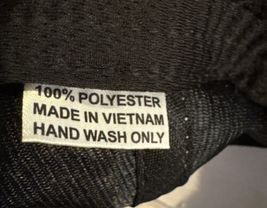 100% POLYESTER
MADE IN VIETNAM
HAND WASH ONLY